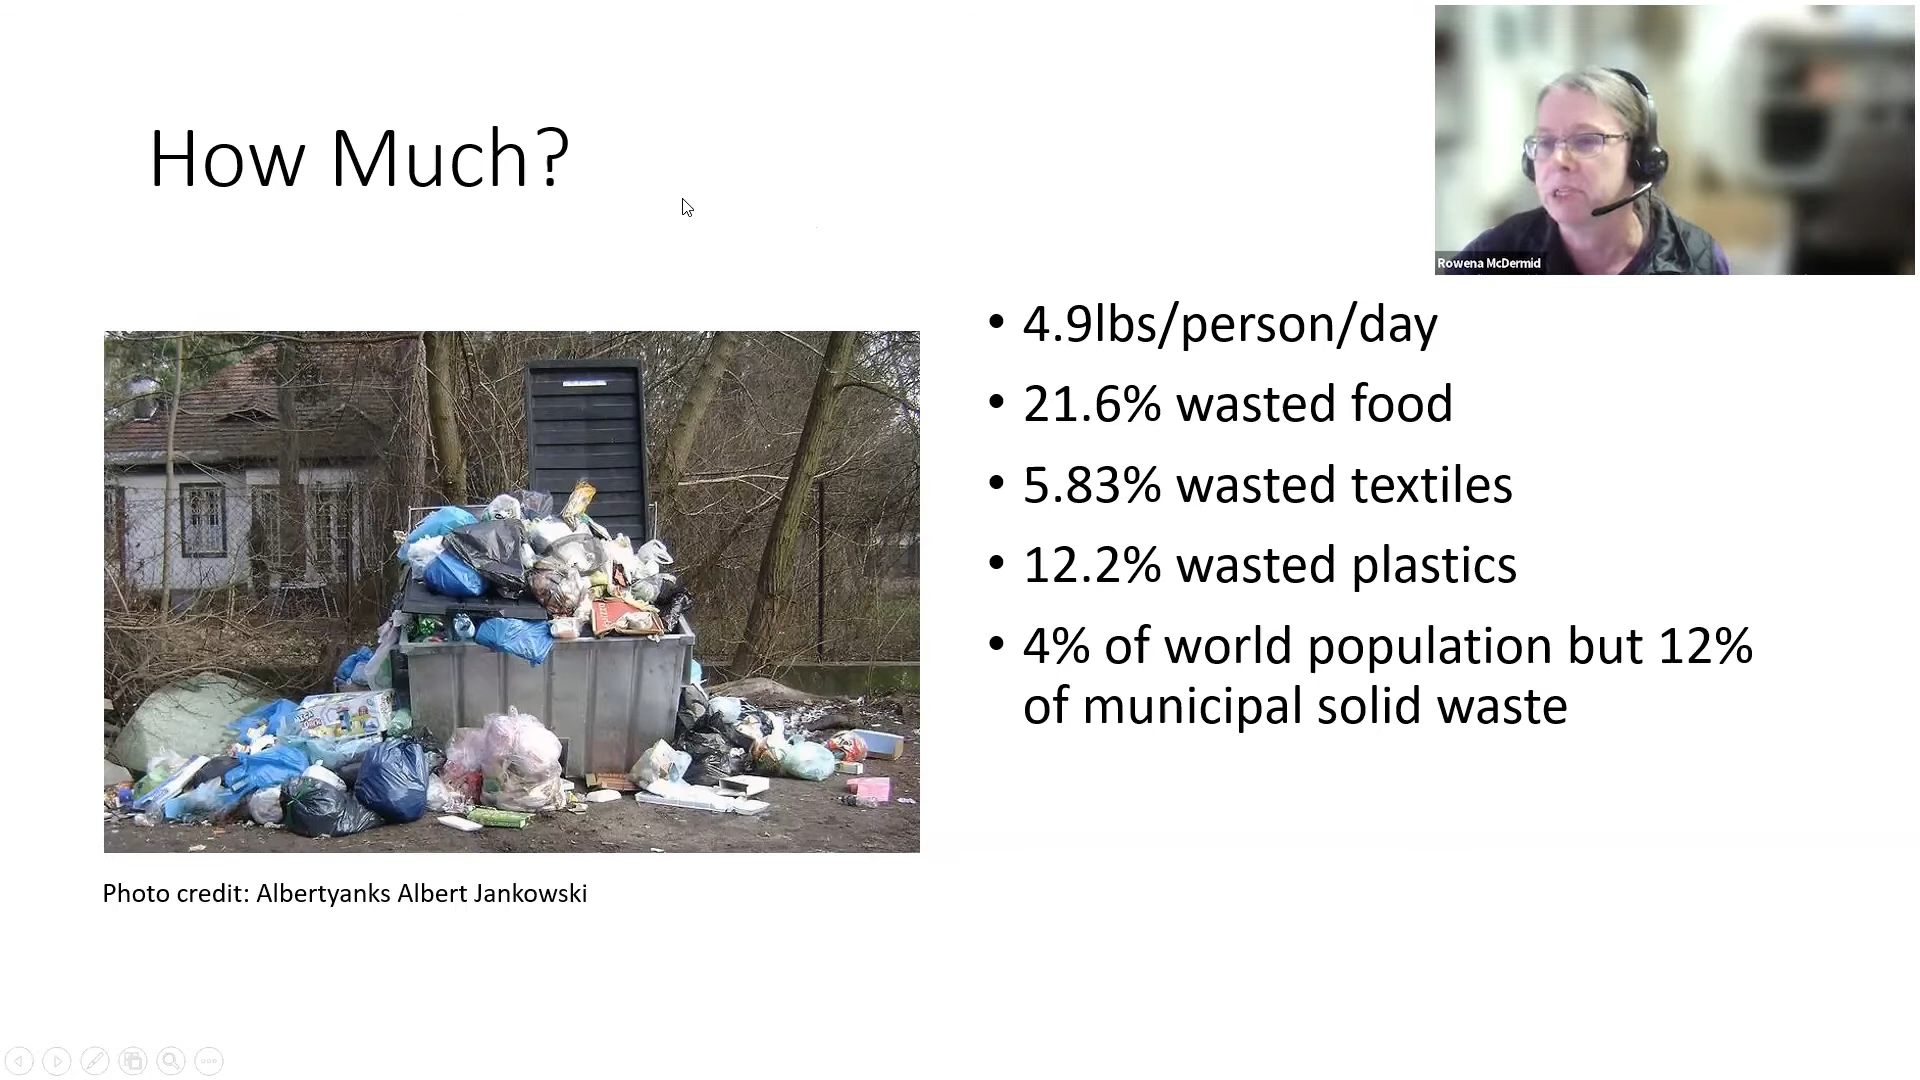 How Much?
Rowena McDermid
• 4.9lbs/person/day
• 21.6% wasted food
• 5.83% wasted textiles
• 12.2% wasted plastics
• 4% of world population but 12%
of municipal solid waste
Photo credit: Albertyanks Albert Jankowski